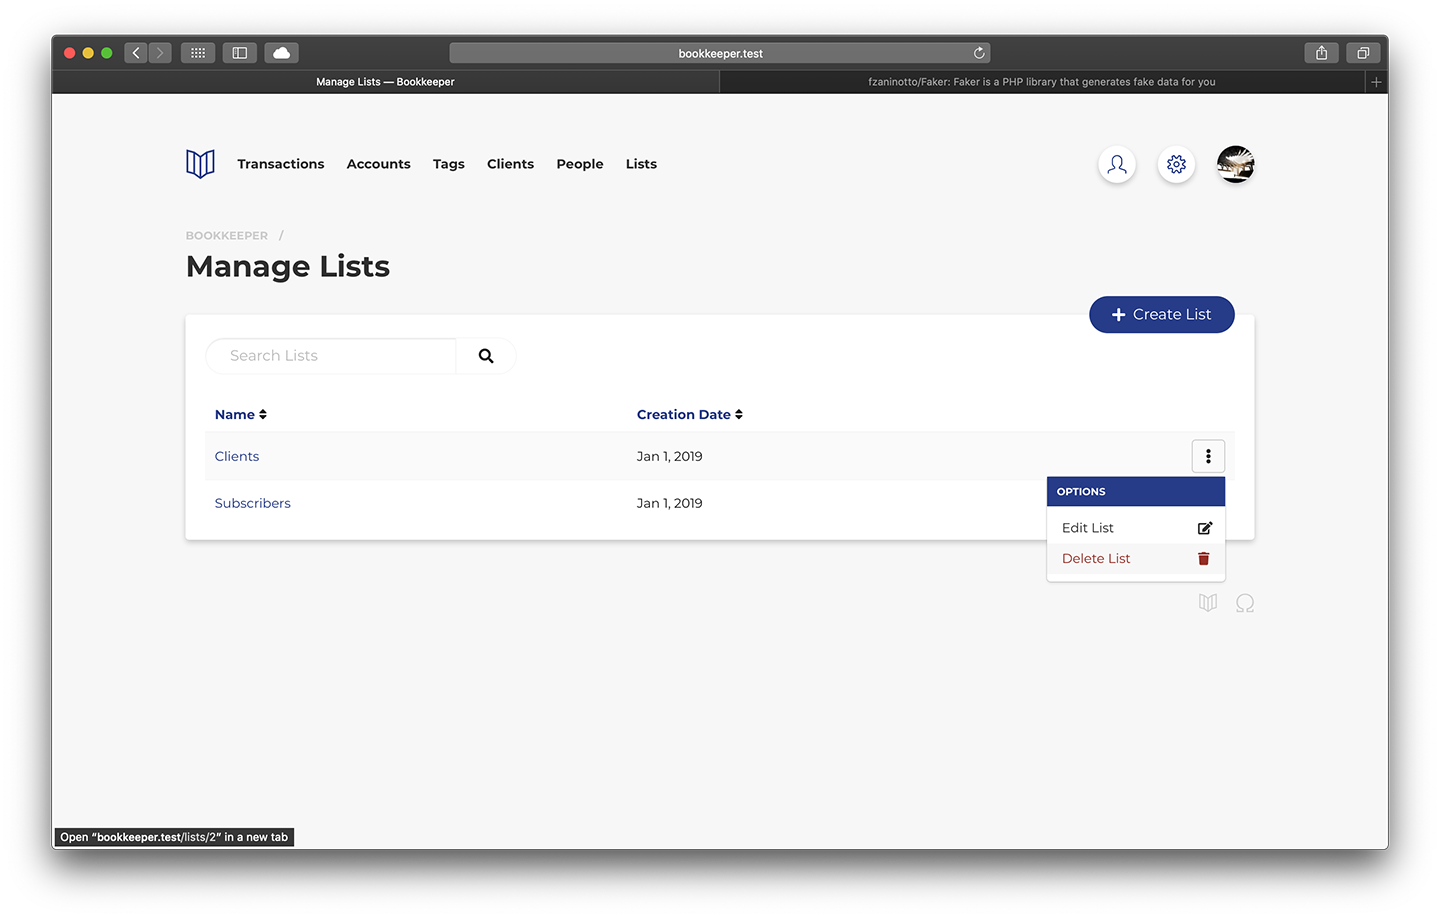 bookkeeper.test
Manage Lists — Bookkeeper
fzaninotto/Faker: Faker is a PHP library that generates fake data for you
Transactions Accounts Tags Clients People Lists
BOOKKEEPER /
Manage Lists
+ Create List
Search Lists
Name Creation Date
Clients Jan 1, 2019
OPTIONS
Subscribers Jan 1, 2019
Edit List
Delete List
Open “bookkeeper.test/lists/2” in a new tab